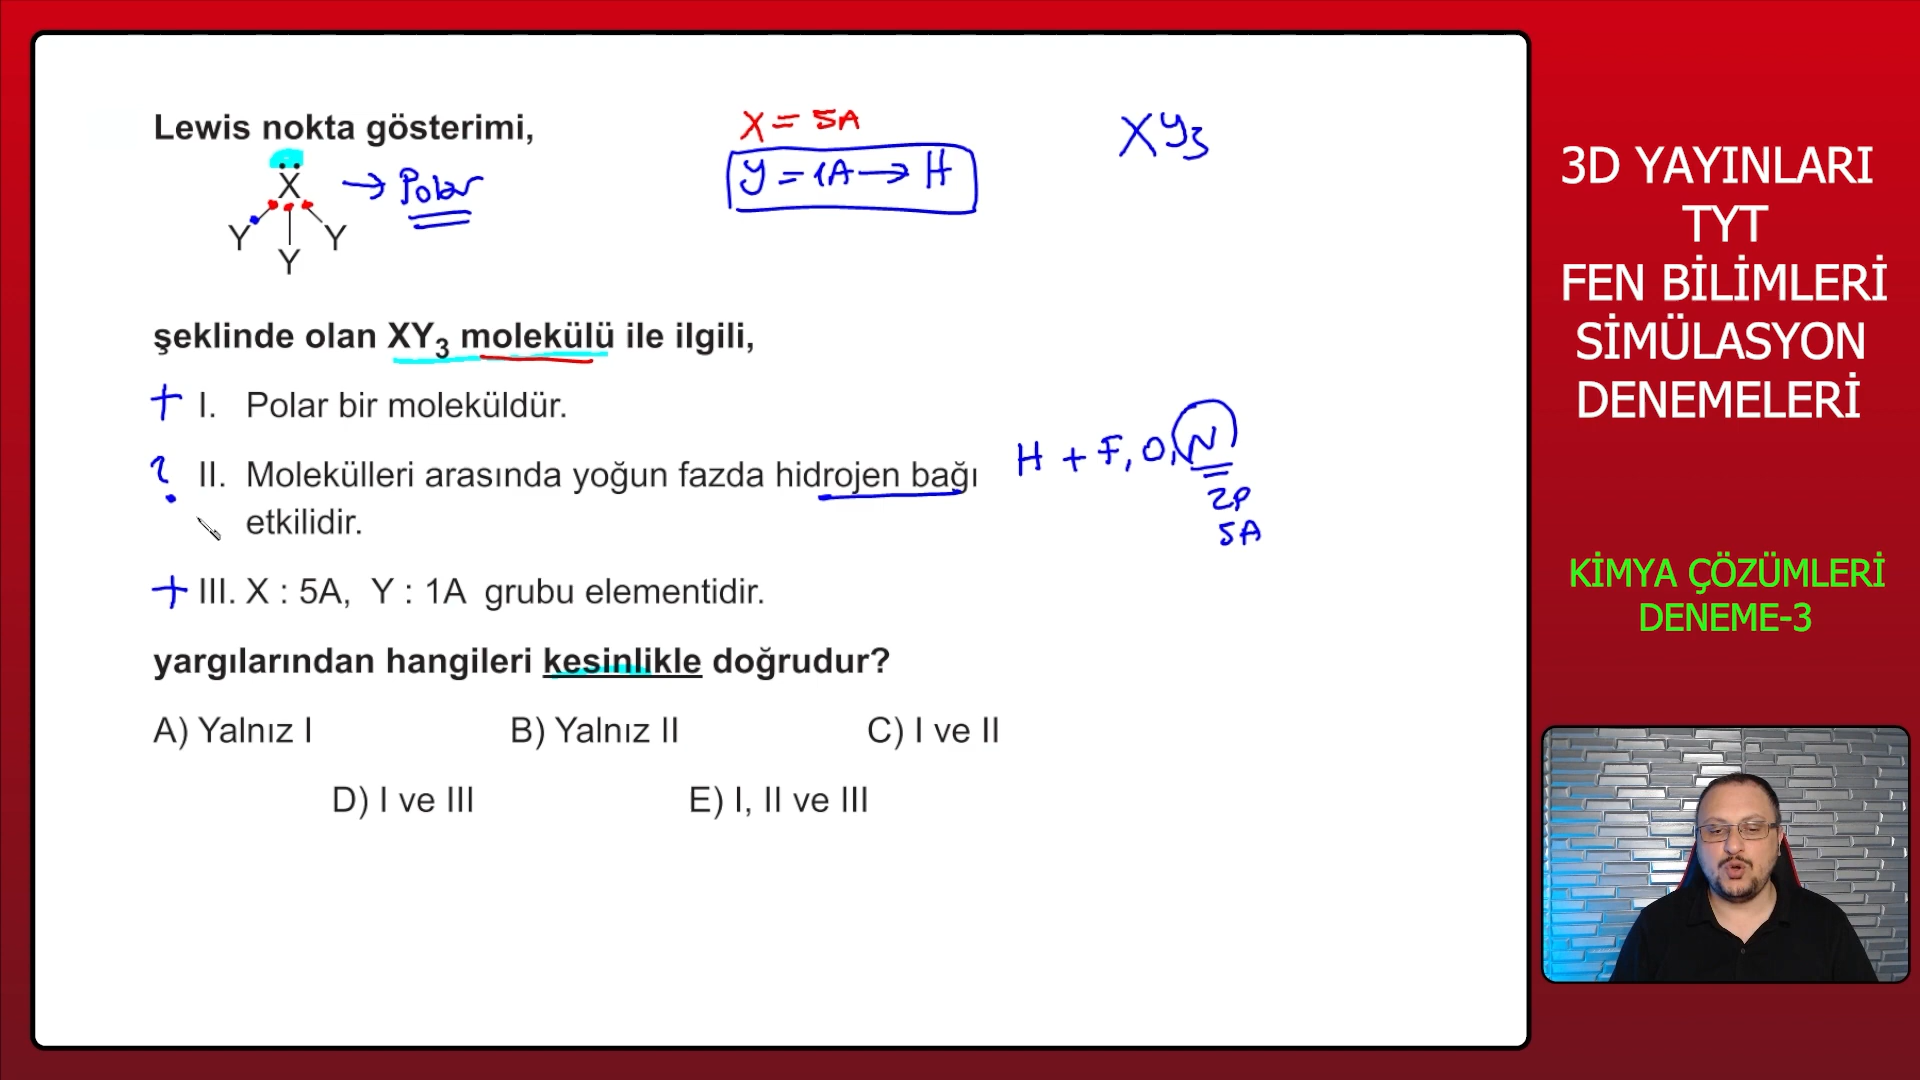 Lewis nokta gösterimi,
X = 5A
XY3
X → Polar
y = 1A → H
Y Y
Y
şeklinde olan XY₃ molekülü ile ilgili,
+ I. Polar bir moleküldür.
H + F, O, N
? II. Molekülleri arasında yoğun fazda hidrojen bağı
2P
etkilidir.
5A
+ III. X : 5A, Y : 1A grubu elementidir.
yargılarından hangileri kesinlikle doğrudur?
A) Yalnız I B) Yalnız II C) I ve II
D) I ve III E) I, II ve III
3D YAYINLARI
TYT
FEN BİLİMLERİ
SİMÜLASYON
DENEMELERİ
KİMYA ÇÖZÜMLERİ
DENEME-3